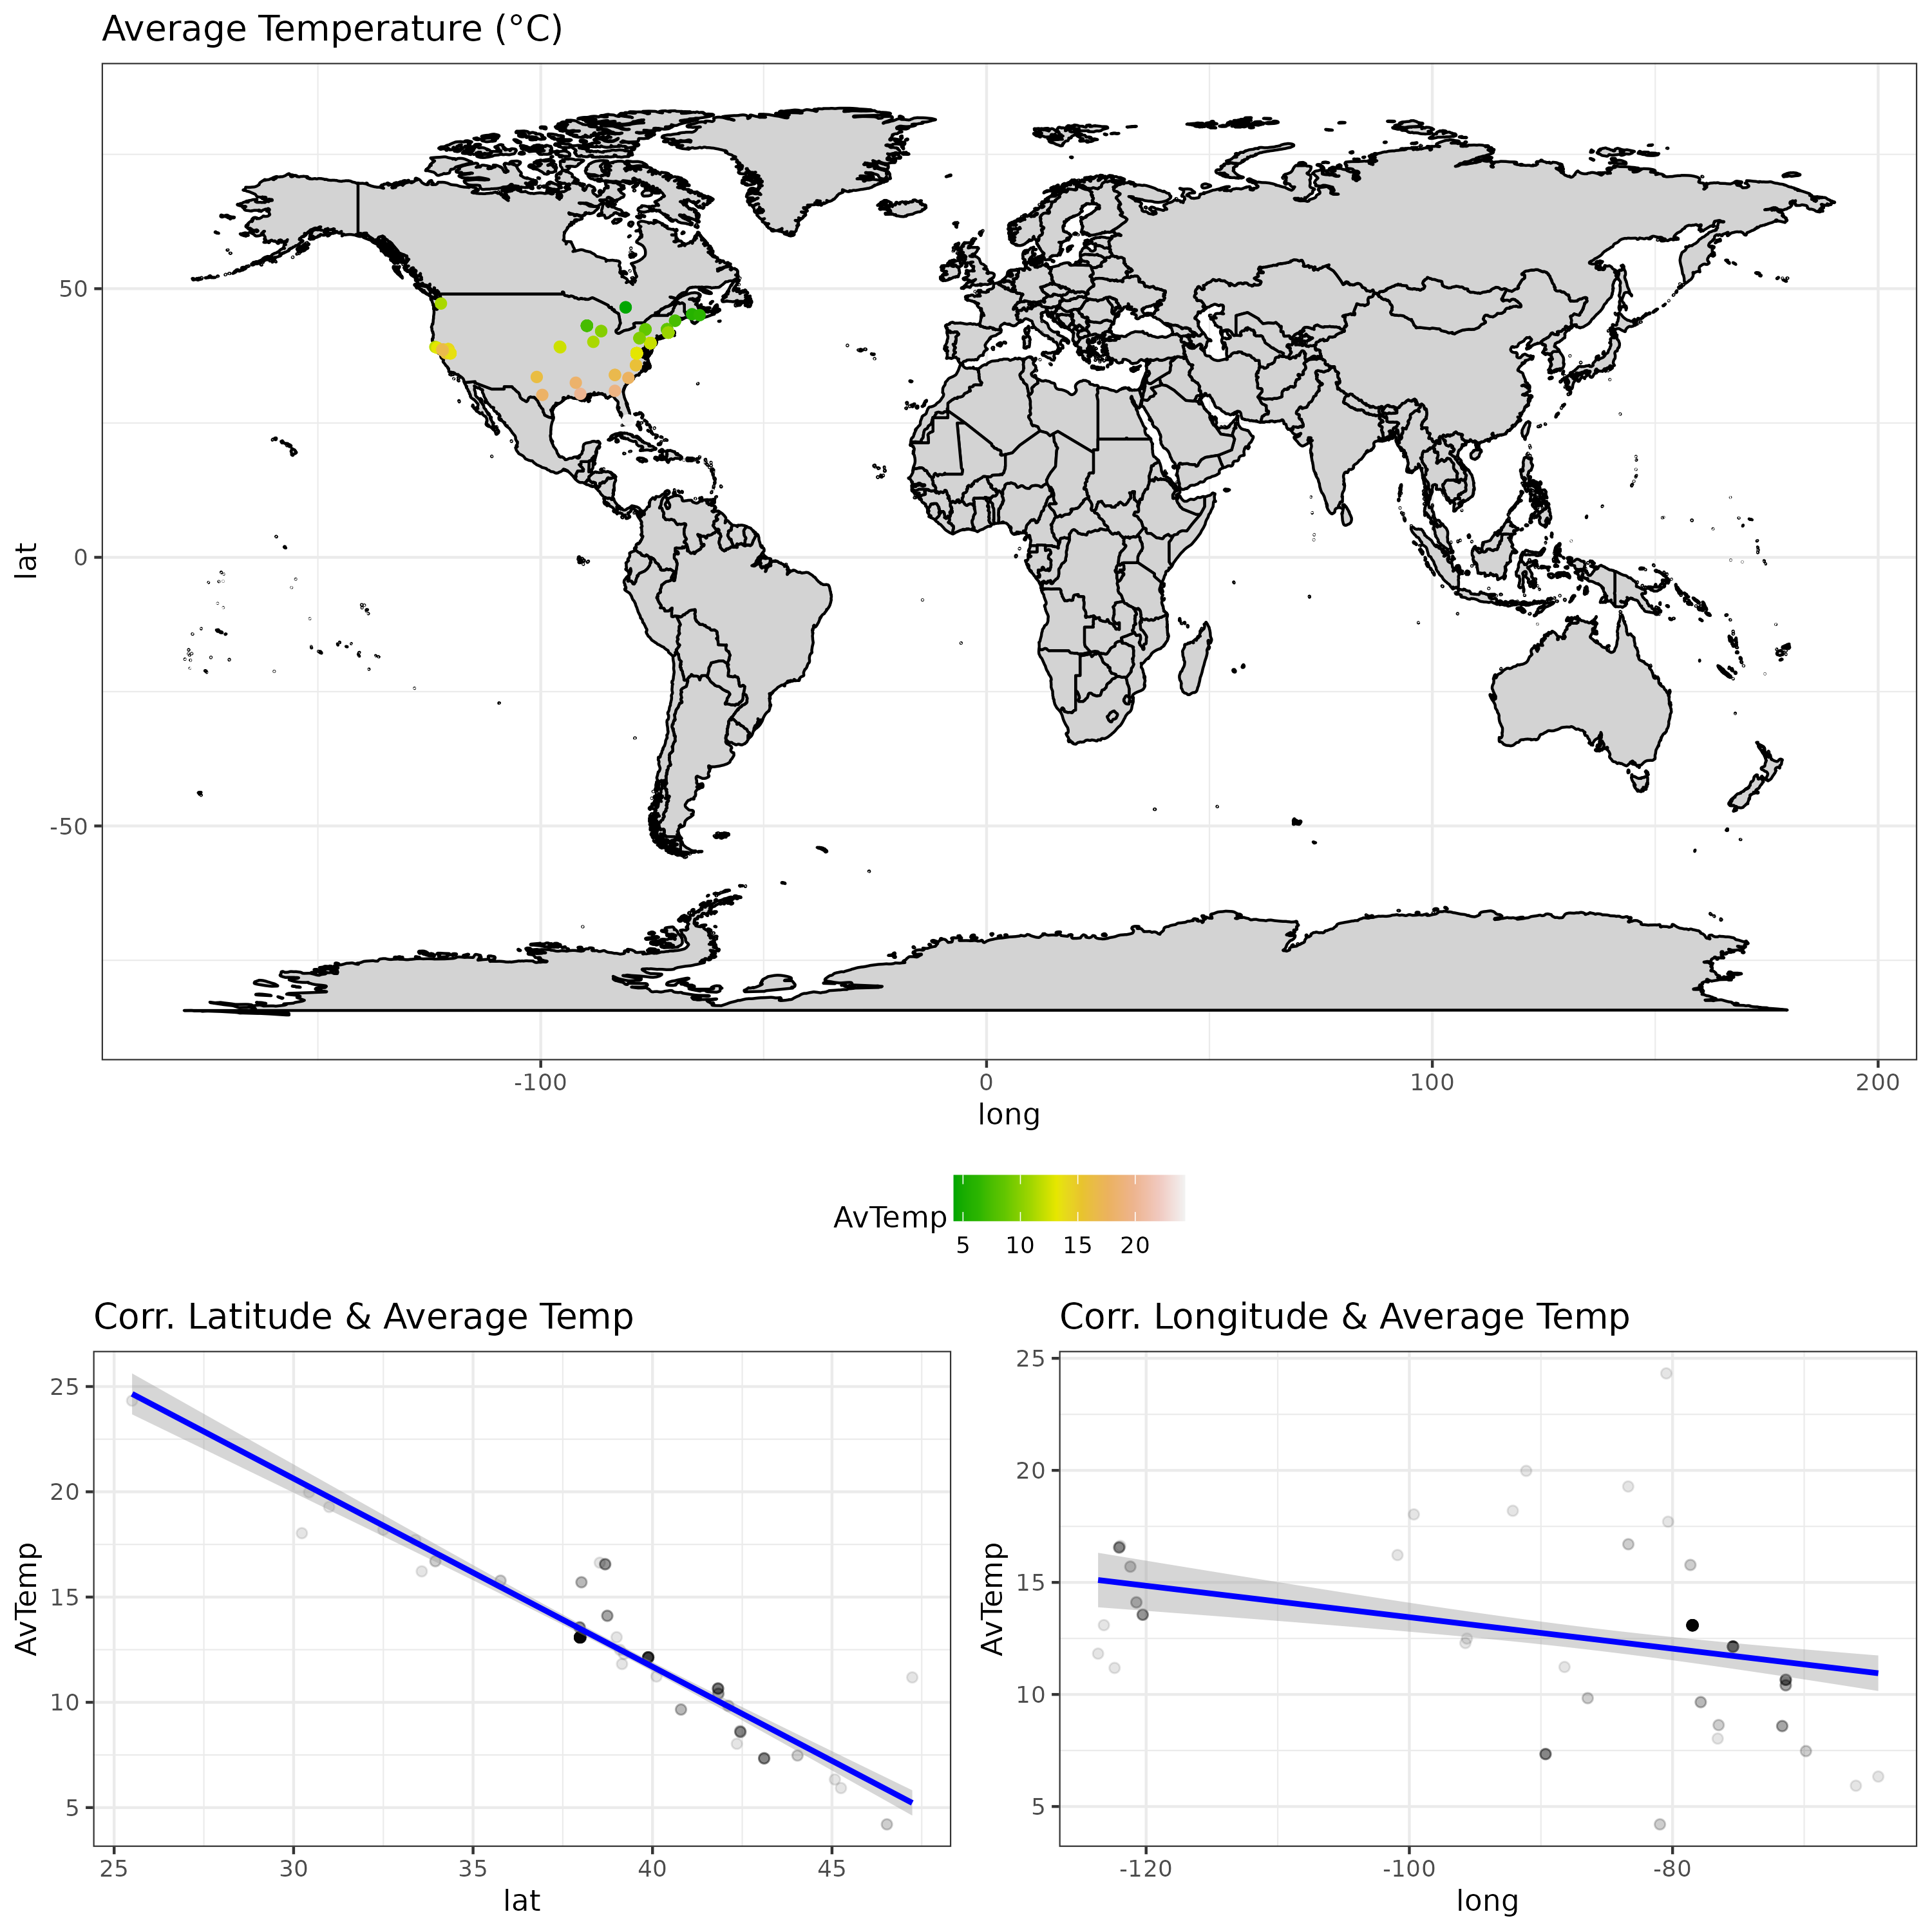 Average Temperature (°C)
50
0
-50
lat
-100 0 100 200
long
AvTemp
5 10 15 20
Corr. Latitude & Average Temp
25
20
15
10
5
AvTemp
25 30 35 40 45
lat
Corr. Longitude & Average Temp
25
20
15
10
5
AvTemp
-120 -100 -80
long